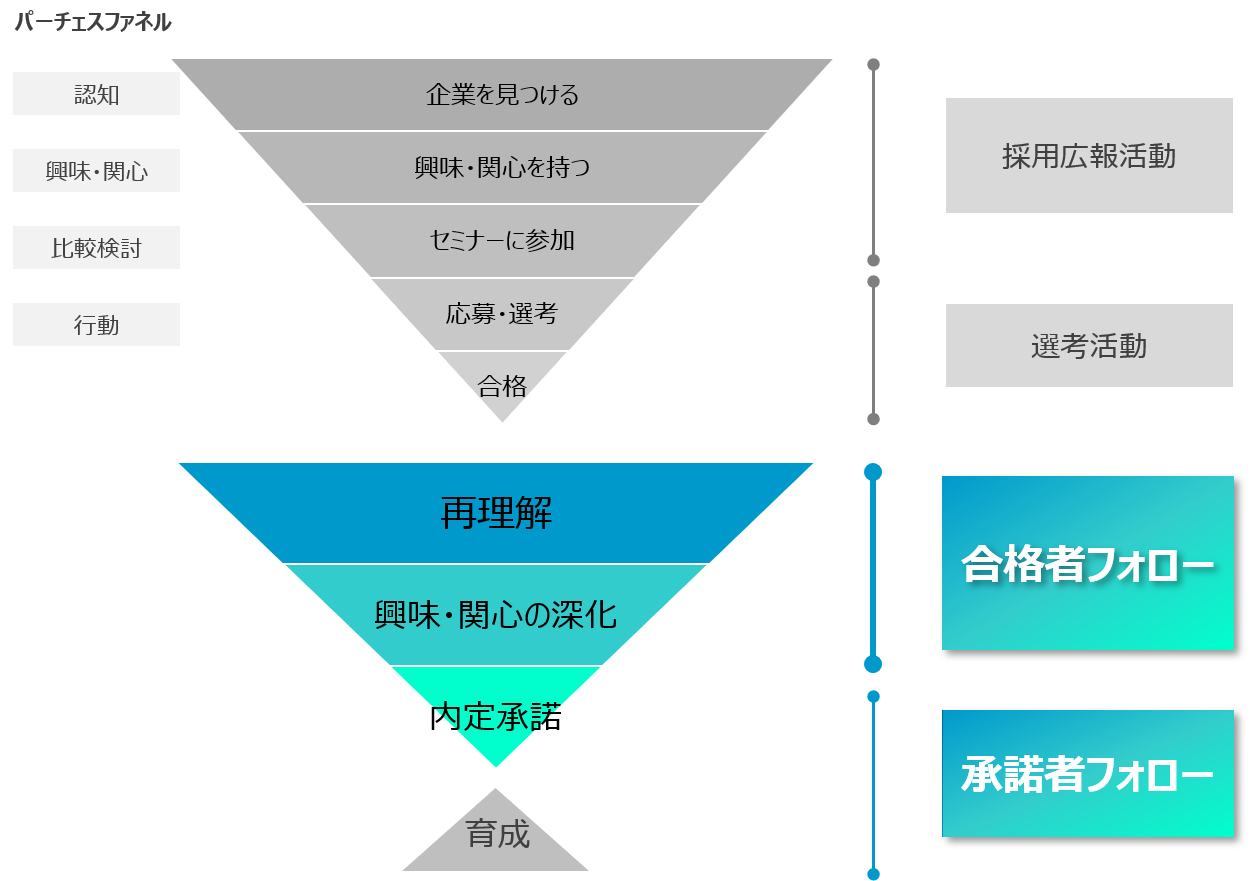 パーチェスファネル
認知
興味・関心
比較検討
行動
企業を見つける
興味・関心を持つ
セミナーに参加
応募・選考
合格
採用広報活動
選考活動
再理解
興味・関心の深化
内定承諾
育成
合格者フォロー
承諾者フォロー